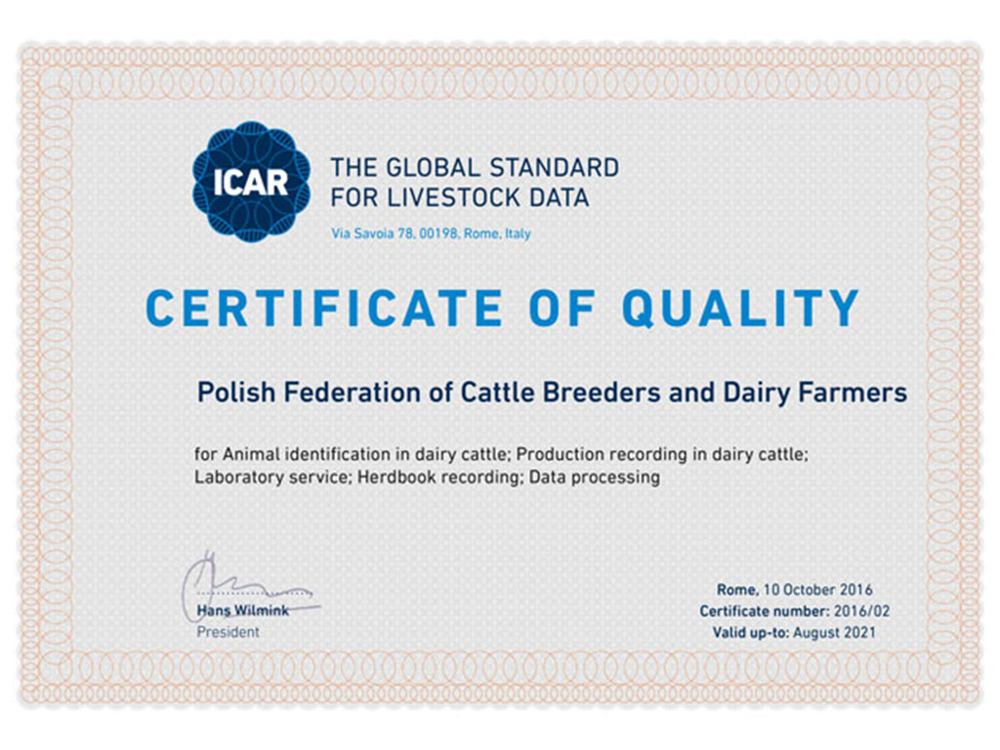 ICAR
THE GLOBAL STANDARD
FOR LIVESTOCK DATA
Via Savoia 78, 00198, Rome, Italy
CERTIFICATE OF QUALITY
Polish Federation of Cattle Breeders and Dairy Farmers
for Animal identification in dairy cattle; Production recording in dairy cattle;
Laboratory service; Herdbook recording; Data processing
Hans Wilmink
President
Rome, 10 October 2016
Certificate number: 2016/02
Valid up-to: August 2021